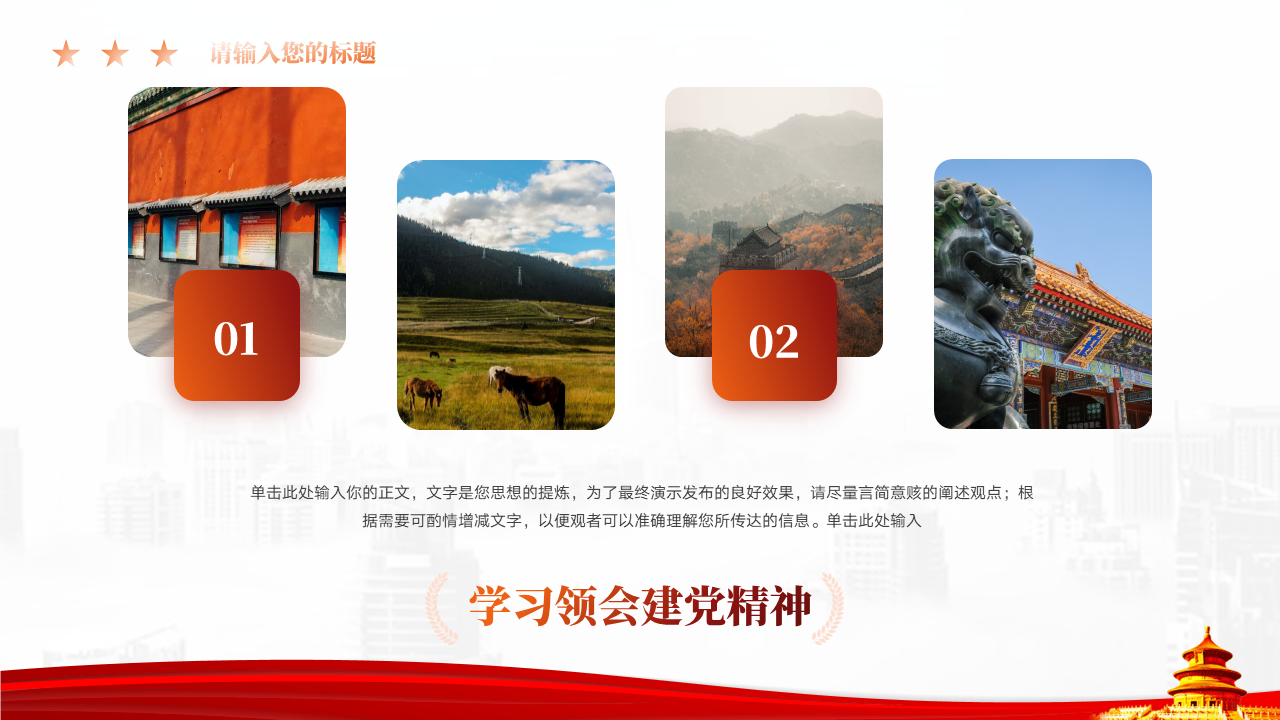 请输入您的标题
01
02
单击此处输入你的正文，文字是您思想的提炼，为了最终演示发布的良好效果，请尽量言简意赅的阐述观点；根
据需要可酌情增减文字，以便观者可以准确理解您所传达的信息。单击此处输入
学习领会建党精神